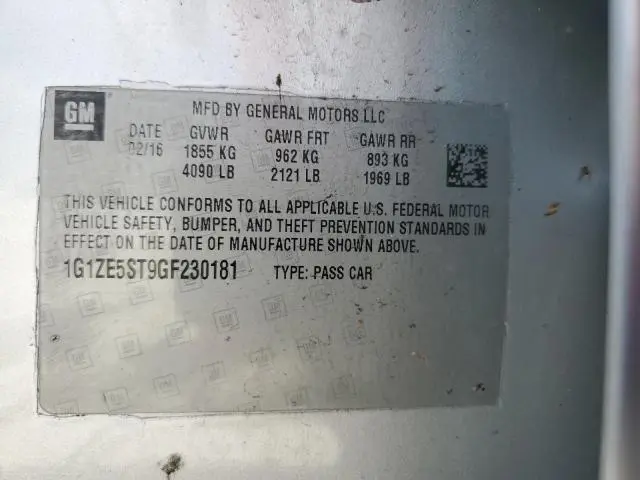 GM
MFD BY GENERAL MOTORS LLC
DATE GVWR GAWR FRT GAWR RR
02/16 1855 KG 962 KG 893 KG
4090 LB 2121 LB 1969 LB
THIS VEHICLE CONFORMS TO ALL APPLICABLE U.S. FEDERAL MOTOR
VEHICLE SAFETY, BUMPER, AND THEFT PREVENTION STANDARDS IN
EFFECT ON THE DATE OF MANUFACTURE SHOWN ABOVE.
1G1ZE5ST9GF230181 TYPE: PASS CAR